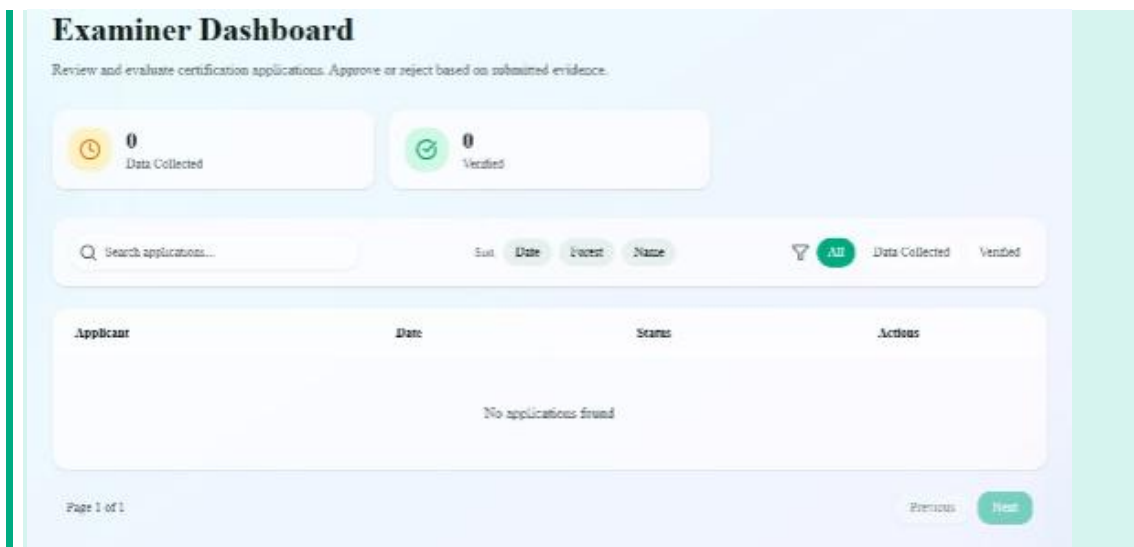 Examiner Dashboard
Review and evaluate certification applications. Approve or reject based on submitted evidence.
0
Data Collected
0
Verified
Search applications...
Sort Date Forest Name
All Data Collected Verified
Applicant Date Status Actions
No applications found
Page 1 of 1
Previous Next